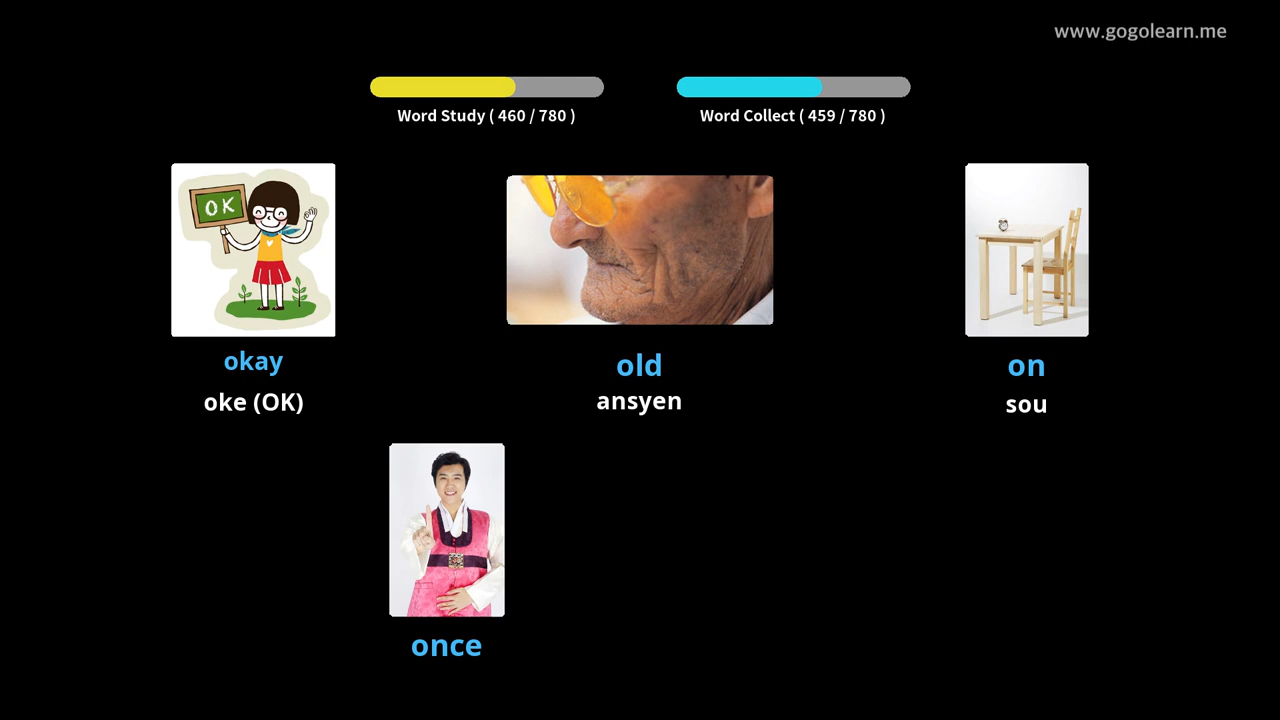 www.gogolearn.me
Word Study ( 460 / 780 )
Word Collect ( 459 / 780 )
OK
okay
oke (OK)
old
ansyen
on
sou
once